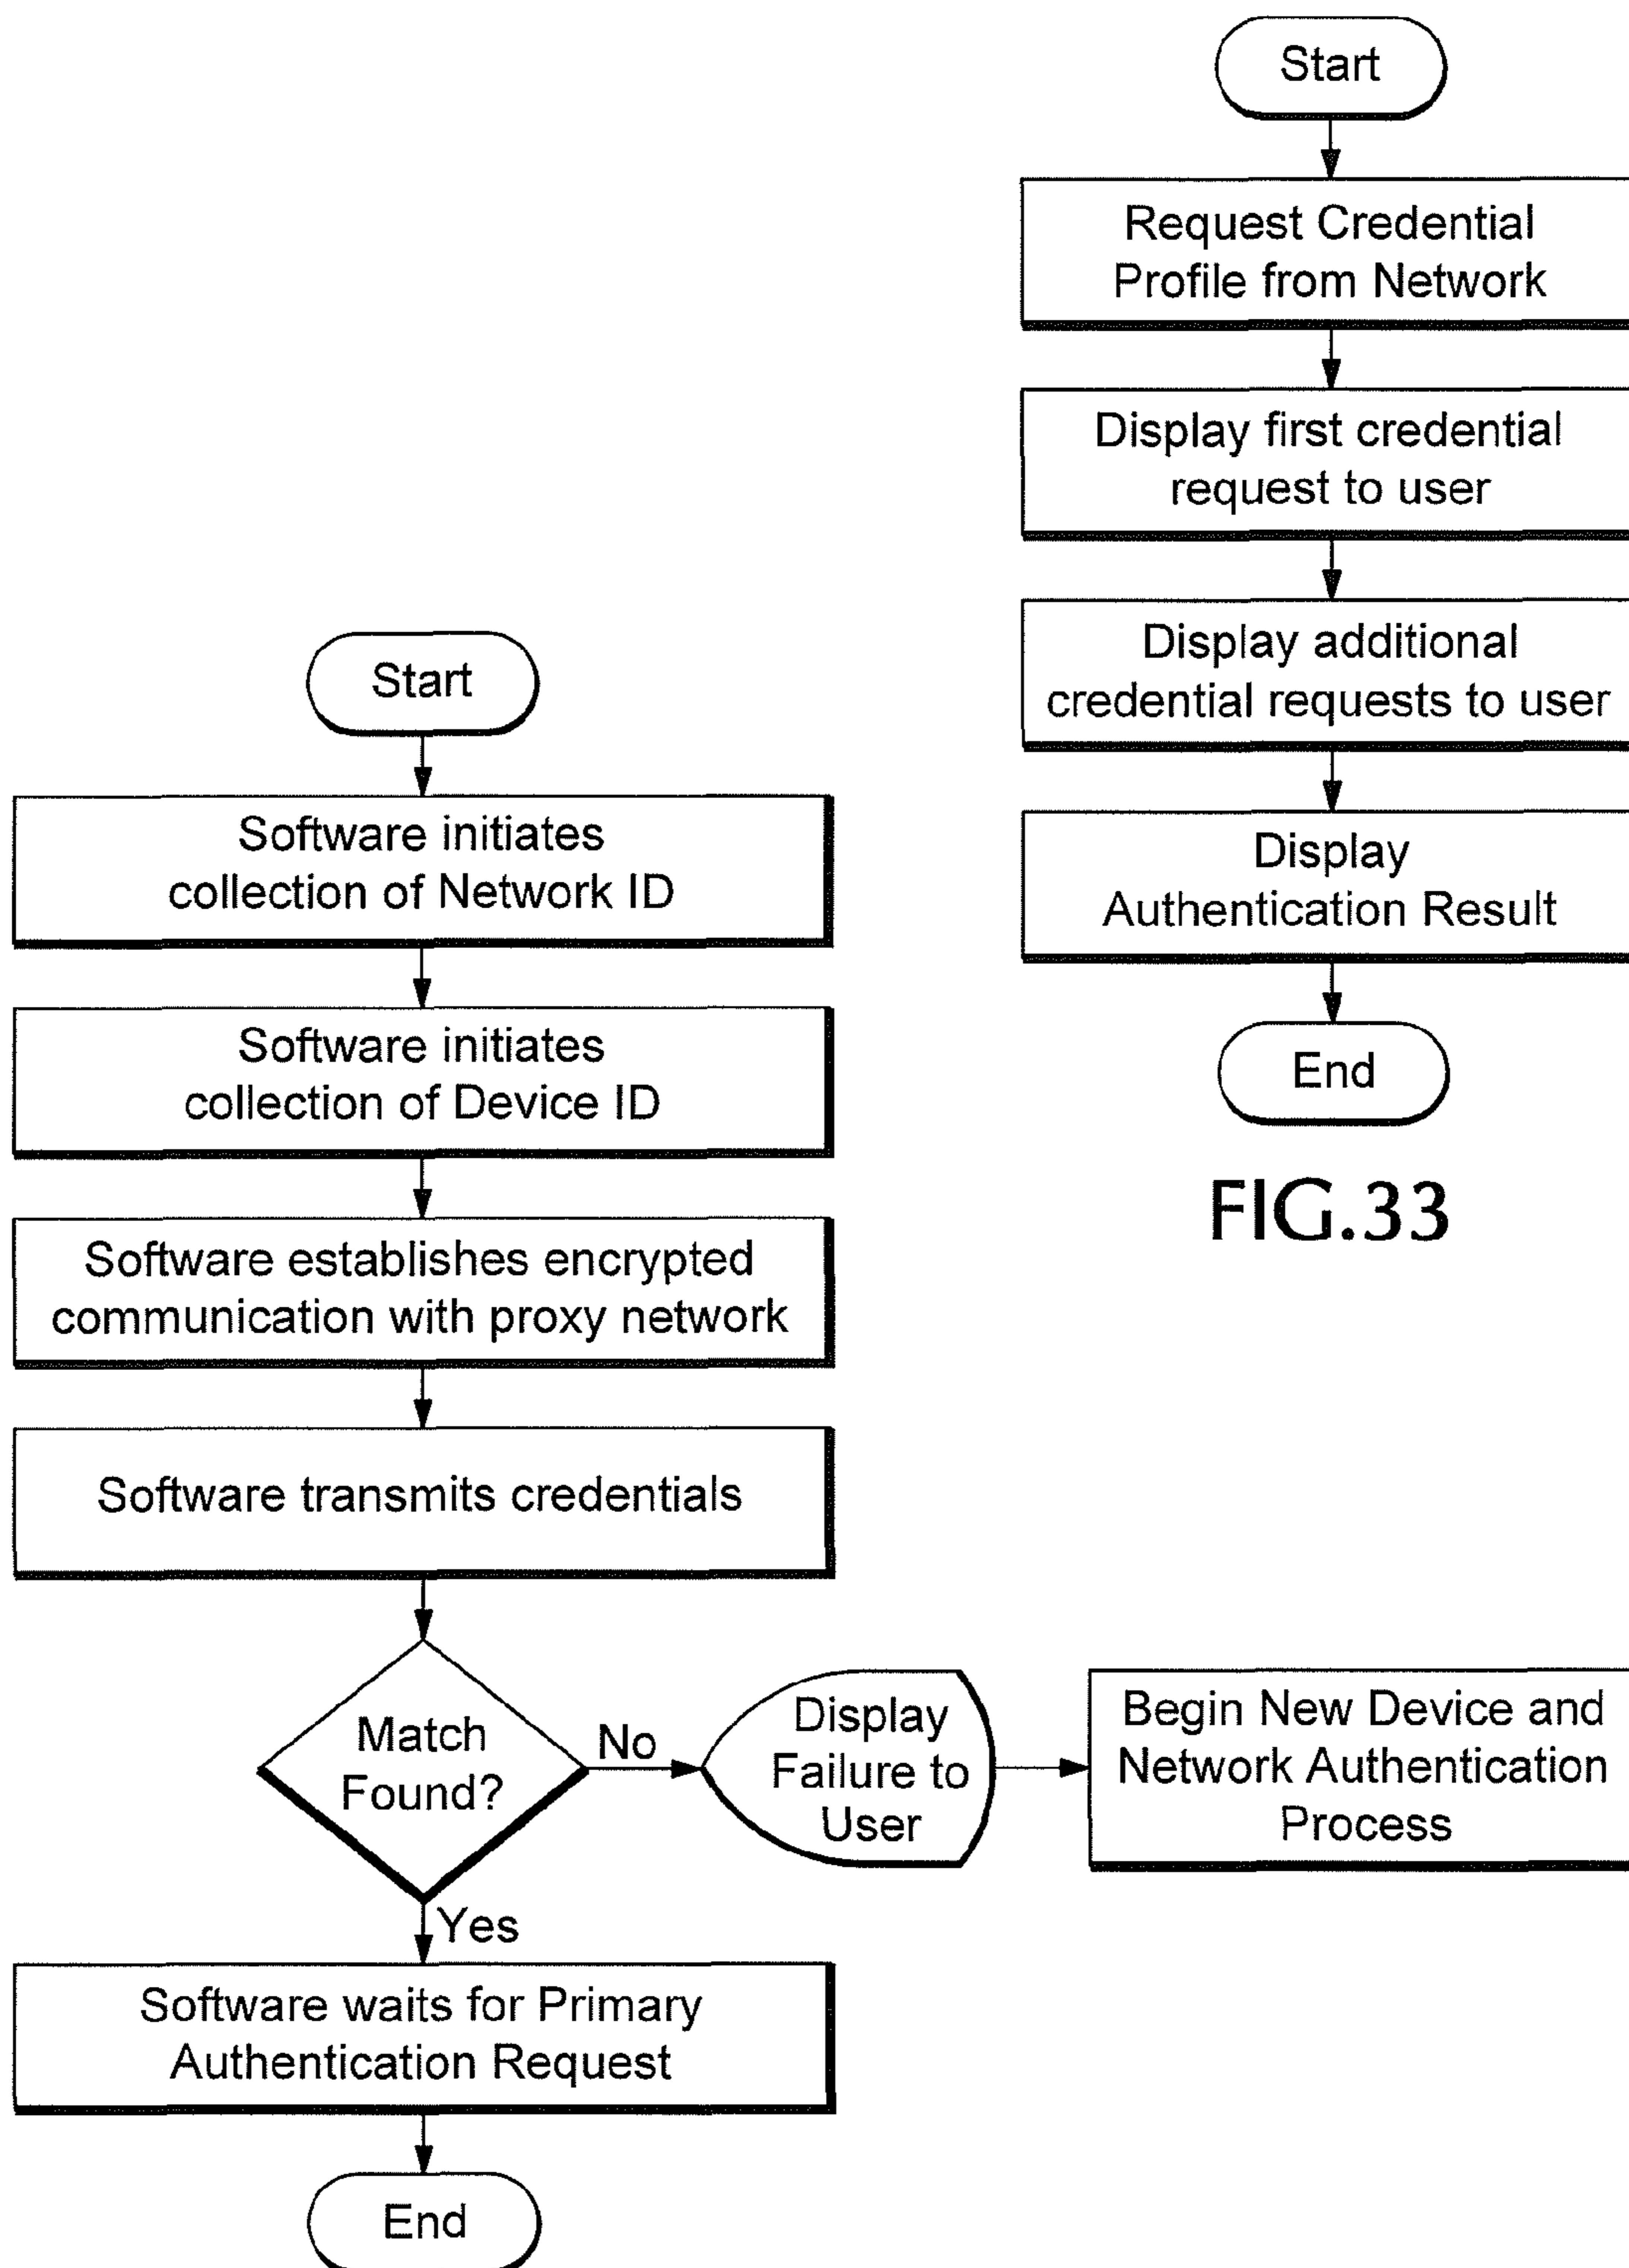 Start
Request Credential
Profile from Network
Display first credential
request to user
Display additional
credential requests to user
Display
Authentication Result
End
FIG.33
Start
Software initiates
collection of Network ID
Software initiates
collection of Device ID
Software establishes encrypted
communication with proxy network
Software transmits credentials
Match
Found?
No
Display
Failure to
User
Begin New Device and
Network Authentication
Process
Yes
Software waits for Primary
Authentication Request
End